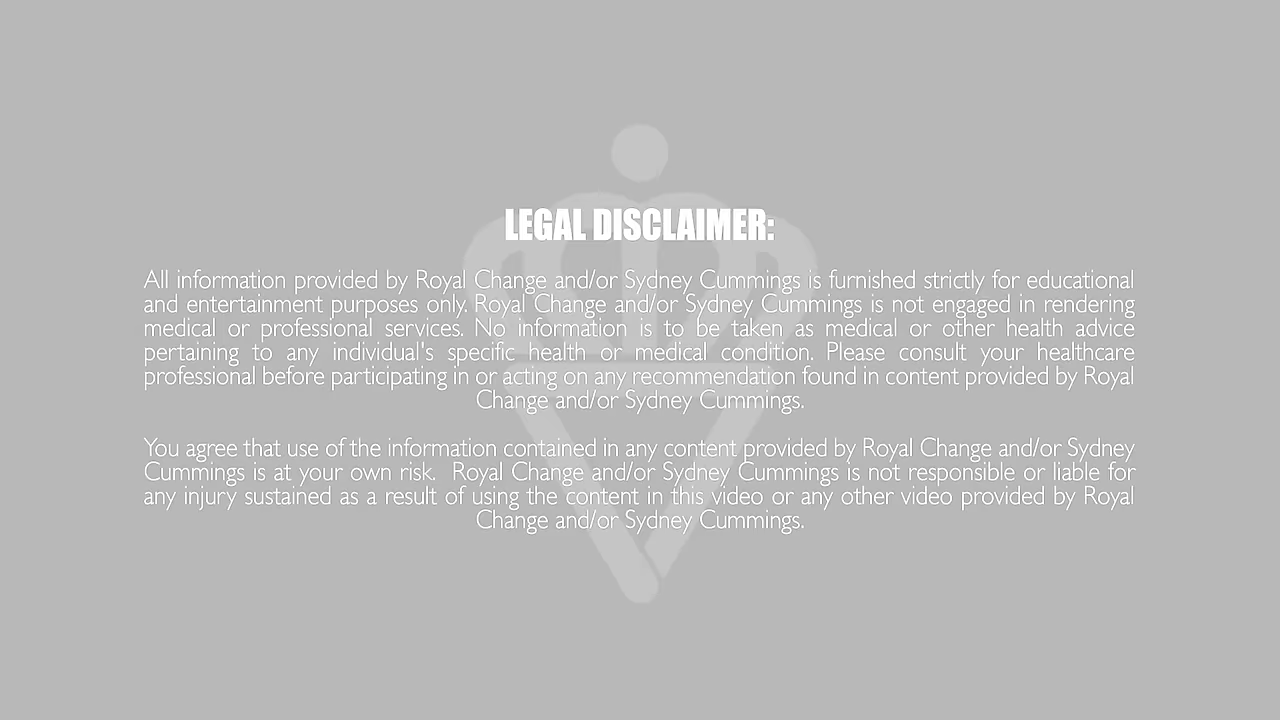 LEGAL DISCLAIMER:
All information provided by Royal Change and/or Sydney Cummings is furnished strictly for educational
and entertainment purposes only. Royal Change and/or Sydney Cummings is not engaged in rendering
medical or professional services. No information is to be taken as medical or other health advice
pertaining to any individual's specific health or medical condition. Please consult your healthcare
professional before participating in or acting on any recommendation found in content provided by Royal
Change and/or Sydney Cummings.
You agree that use of the information contained in any content provided by Royal Change and/or Sydney
Cummings is at your own risk.  Royal Change and/or Sydney Cummings is not responsible or liable for
any injury sustained as a result of using the content in this video or any other video provided by Royal
Change and/or Sydney Cummings.